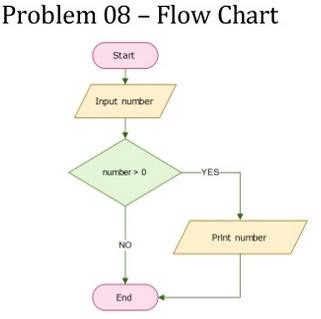 Problem 08 – Flow Chart
Start
Input number
number > 0
YES
Print number
NO
End